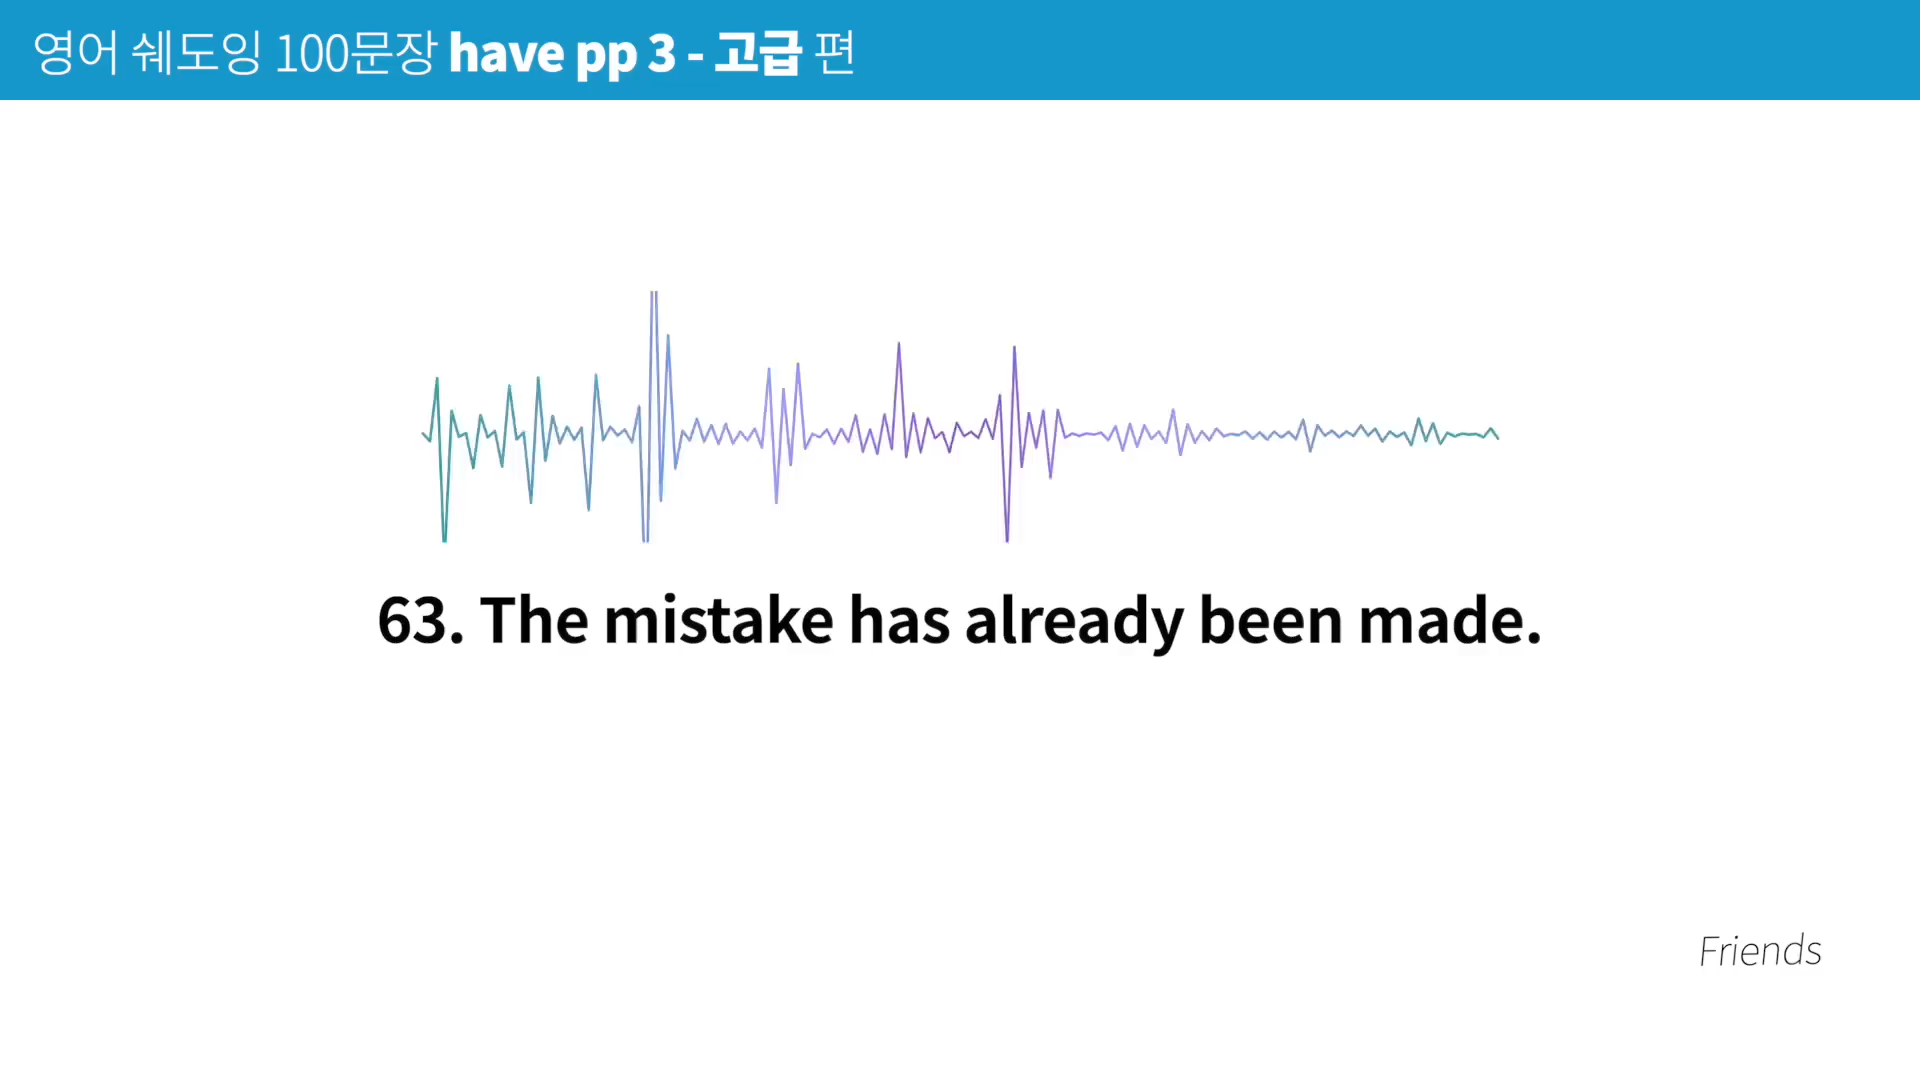 영어 쉐도잉 100문장 have pp 3 - 고급 편
63. The mistake has already been made.
Friends